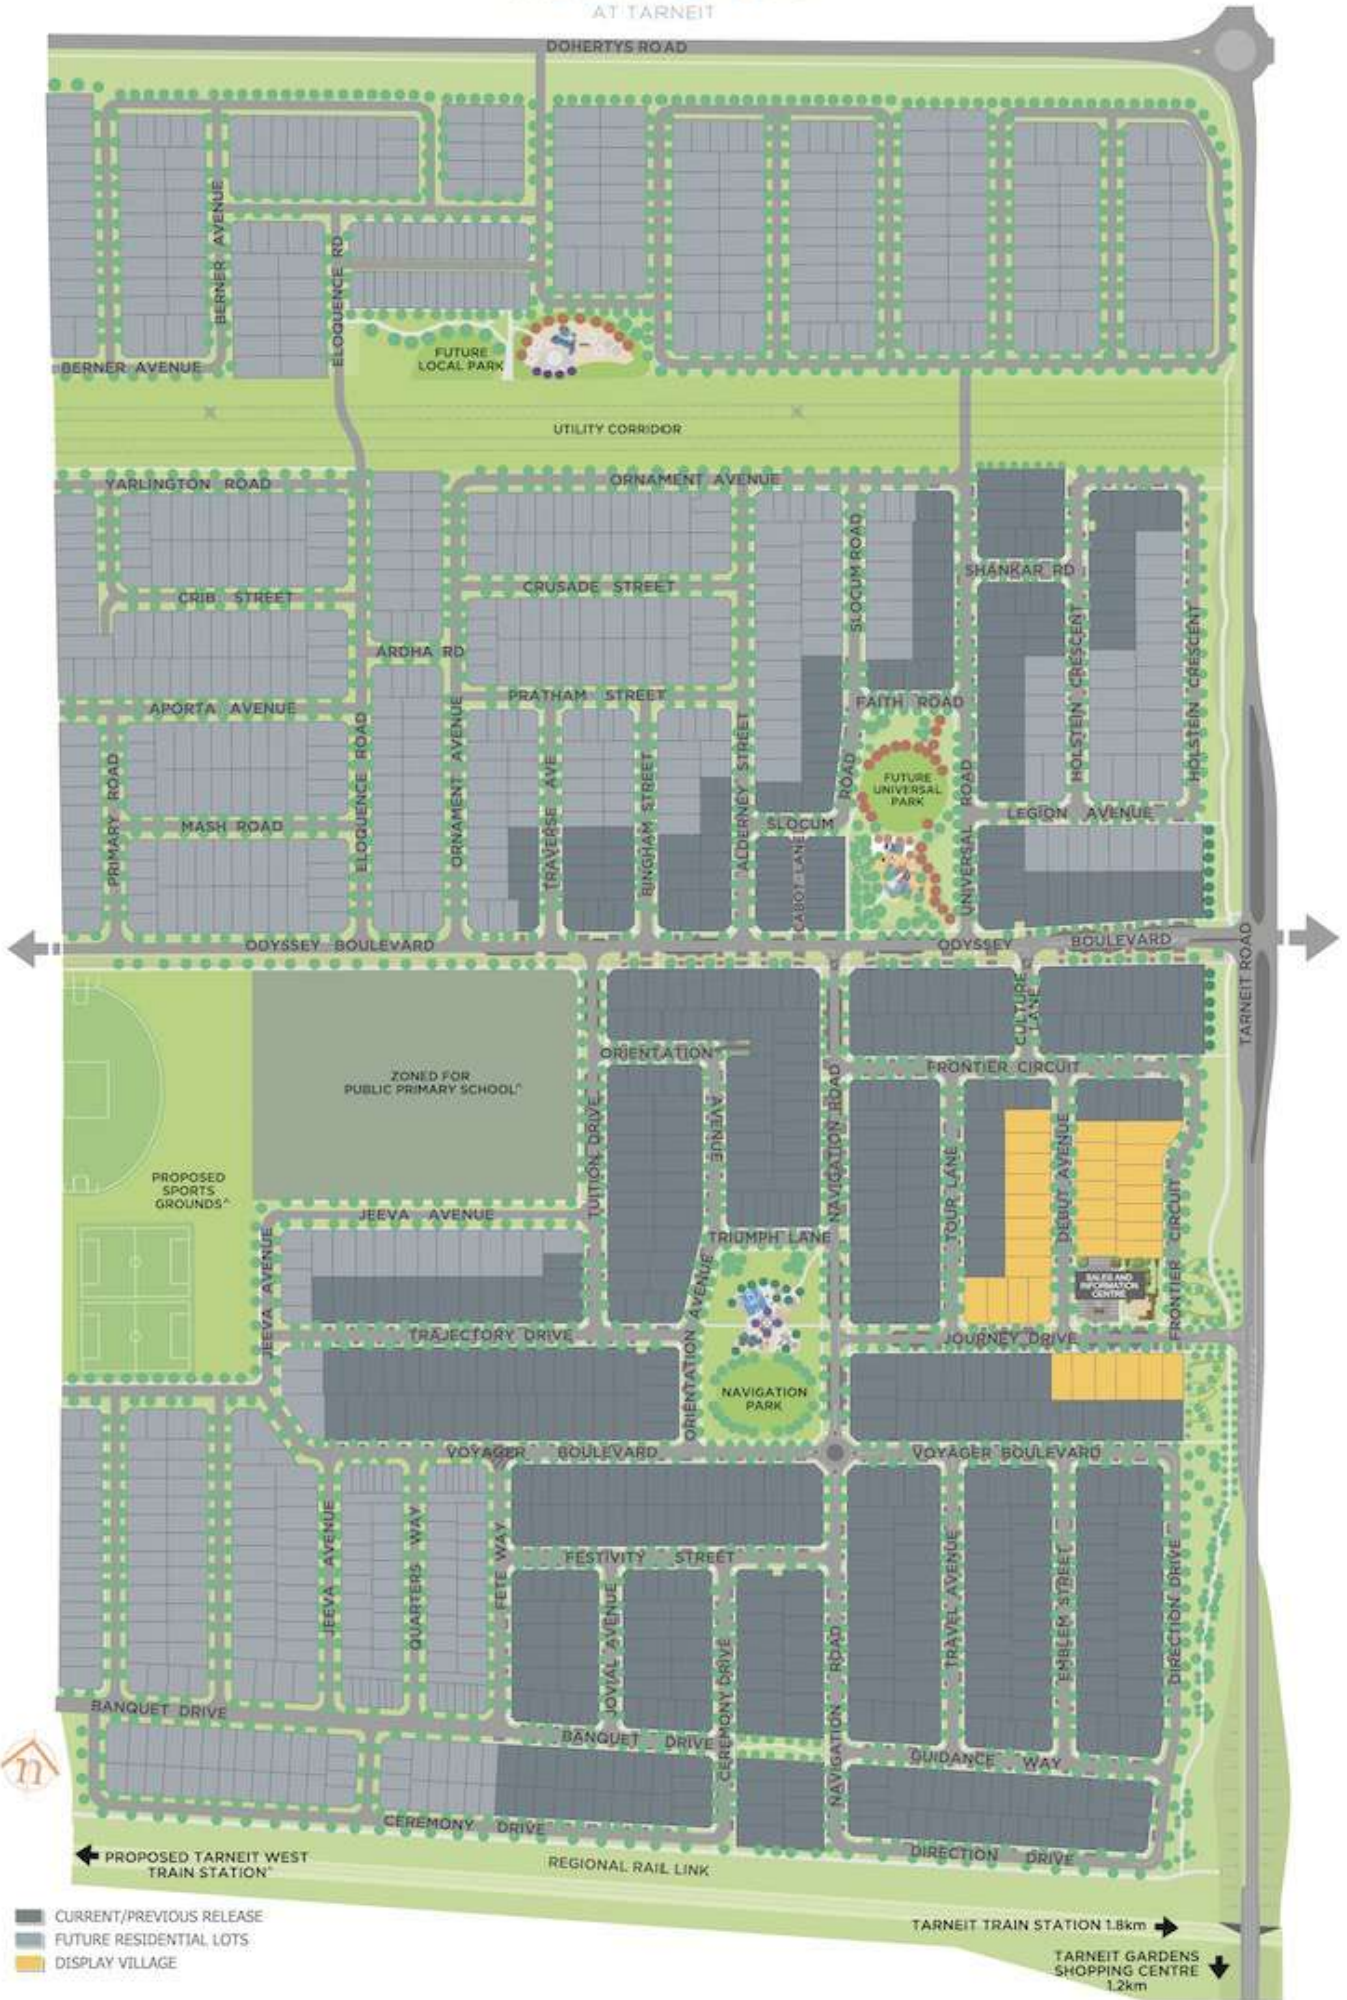 AT TARNEIT
DOHERTYS ROAD
BERNER AVENUE
ELOQUENCE RD
BERNER AVENUE
FUTURE
LOCAL PARK
UTILITY CORRIDOR
YARLINGTON ROAD
ORNAMENT AVENUE
SLOCUM ROAD
SHANKAR RD
CRIB STREET
CRUSADE STREET
HOLSTEIN CRESCENT
HOLSTEIN CRESCENT
ARDHA RD
PRATHAM STREET
FAITH ROAD
APORTA AVENUE
PRIMARY ROAD
ELOQUENCE ROAD
ORNAMENT AVENUE
TRAVERSE AVE
BINGHAM STREET
ALDERNEY STREET
SLOCUM ROAD
CABOT LANE
FUTURE
UNIVERSAL
PARK
UNIVERSAL ROAD
LEGION AVENUE
MASH ROAD
ODYSSEY BOULEVARD
ODYSSEY BOULEVARD
TARNEIT ROAD
CULTURE
LANE
ORIENTATION
AVENUE
FRONTIER CIRCUIT
ZONED FOR
PUBLIC PRIMARY SCHOOL^
TUITION DRIVE
NAVIGATION ROAD
TOUR LANE
DEBUT AVENUE
FRONTIER CIRCUIT
PROPOSED
SPORTS
GROUNDS^
JEEVA AVENUE
JEEVA AVENUE
TRIUMPH LANE
SALES AND
INFORMATION
CENTRE
TRAJECTORY DRIVE
ORIENTATION AVENUE
JOURNEY DRIVE
NAVIGATION
PARK
VOYAGER BOULEVARD
VOYAGER BOULEVARD
JEEVA AVENUE
QUARTERS WAY
FETE WAY
FESTIVITY STREET
JOVIAL AVENUE
CEREMONY DRIVE
NAVIGATION ROAD
TRAVEL AVENUE
EMBLEM STREET
DIRECTION DRIVE
BANQUET DRIVE
BANQUET DRIVE
NAVIGATION
GUIDANCE WAY
n
CEREMONY DRIVE
DIRECTION DRIVE
PROPOSED TARNEIT WEST
TRAIN STATION^
REGIONAL RAIL LINK
CURRENT/PREVIOUS RELEASE
FUTURE RESIDENTIAL LOTS
DISPLAY VILLAGE
TARNEIT TRAIN STATION 1.8km
TARNEIT GARDENS
SHOPPING CENTRE
1.2km